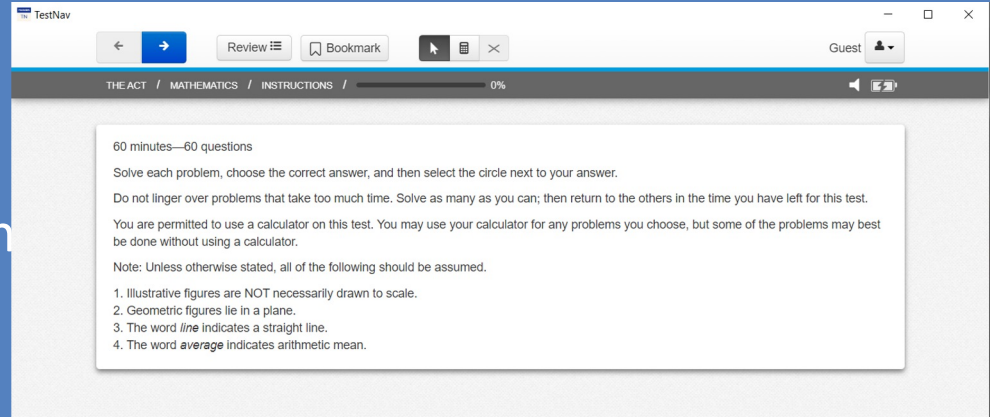 TN TestNav
Review Bookmark Guest
THE ACT / MATHEMATICS / INSTRUCTIONS / 0%
60 minutes—60 questions
Solve each problem, choose the correct answer, and then select the circle next to your answer.
Do not linger over problems that take too much time. Solve as many as you can; then return to the others in the time you have left for this test.
You are permitted to use a calculator on this test. You may use your calculator for any problems you choose, but some of the problems may best
be done without using a calculator.
Note: Unless otherwise stated, all of the following should be assumed.
1. Illustrative figures are NOT necessarily drawn to scale.
2. Geometric figures lie in a plane.
3. The word line indicates a straight line.
4. The word average indicates arithmetic mean.